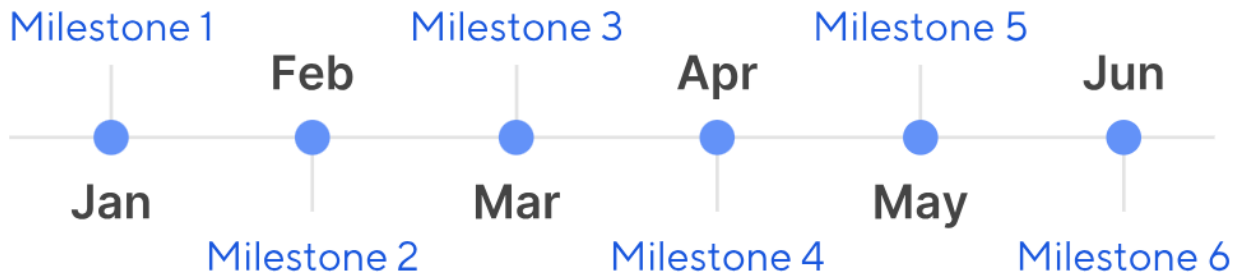 Milestone 1
Milestone 3
Milestone 5
Feb
Apr
Jun
Jan
Mar
May
Milestone 2
Milestone 4
Milestone 6